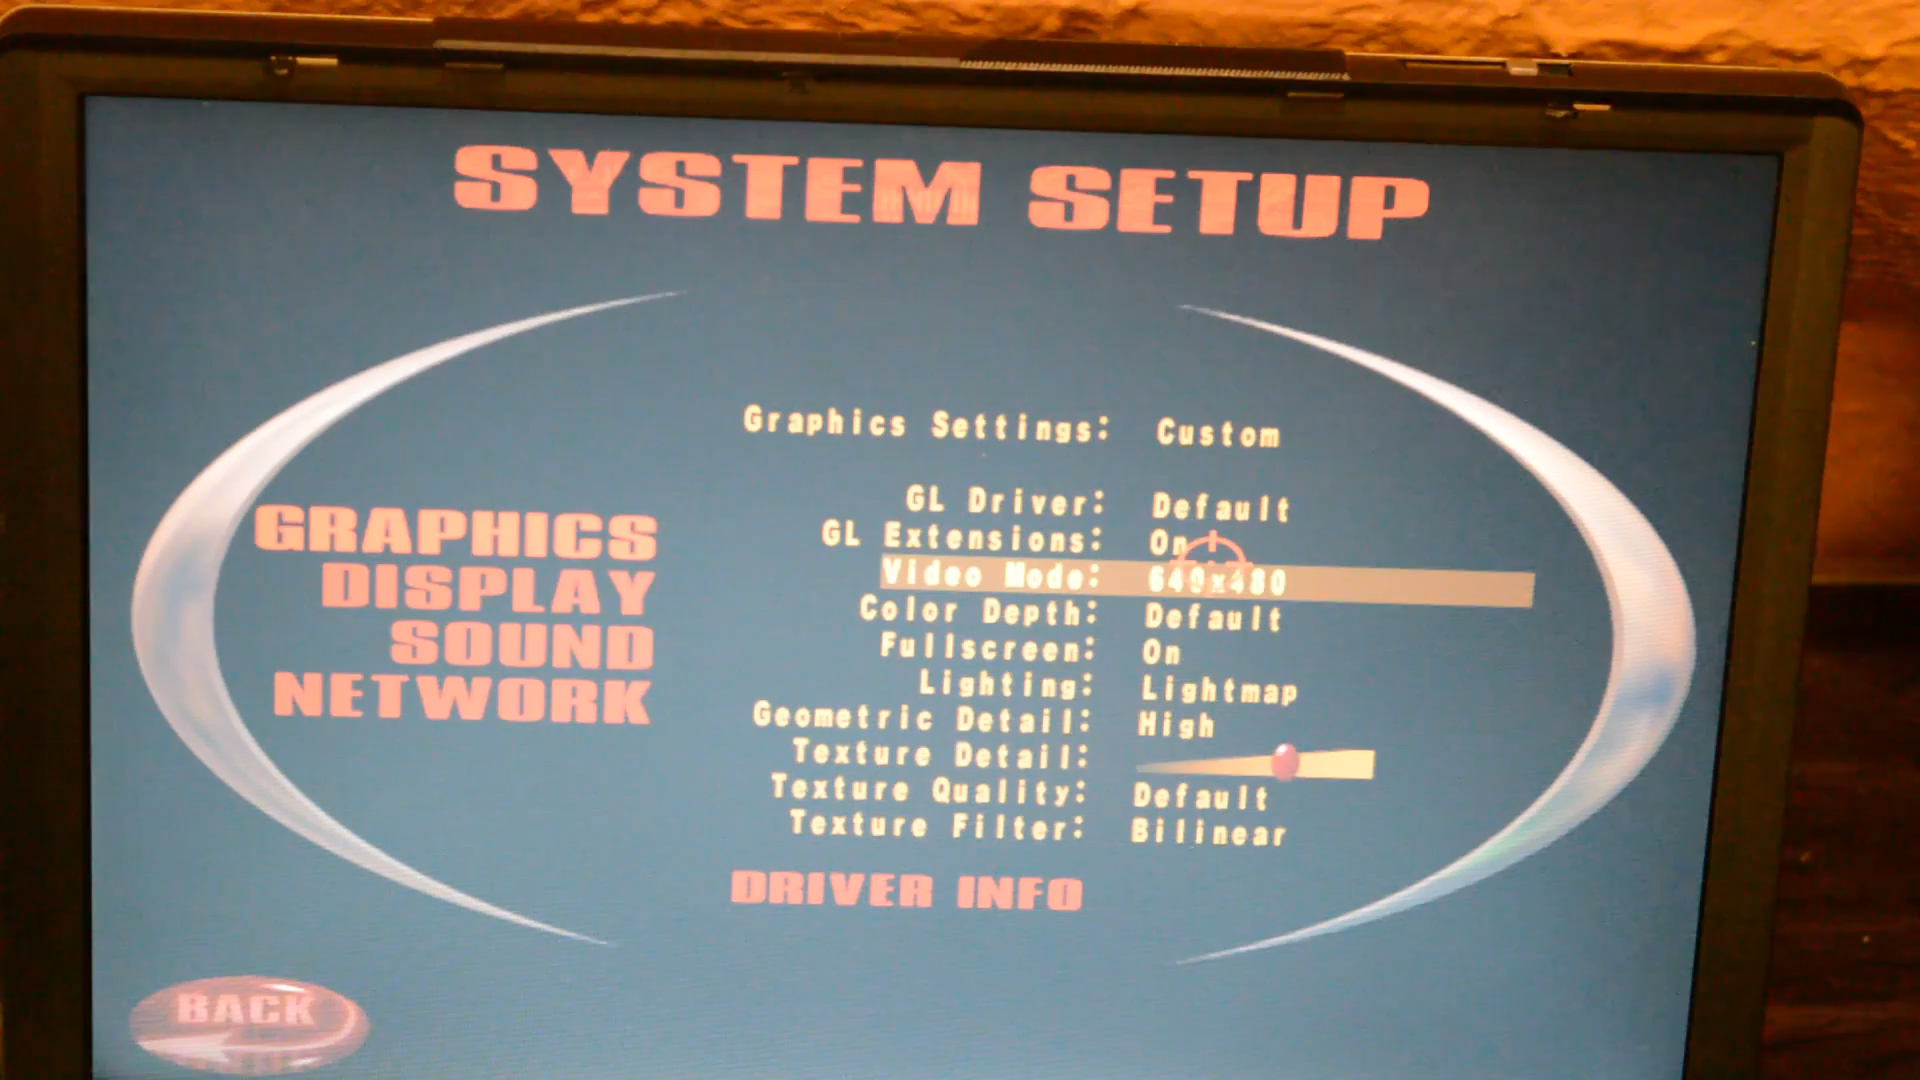 SYSTEM SETUP
Graphics Settings: Custom
GL Driver: Default
GL Extensions: On
Video Mode: 640x480
Color Depth: Default
Fullscreen: On
Lighting: Lightmap
Geometric Detail: High
Texture Detail:
Texture Quality: Default
Texture Filter: Bilinear
GRAPHICS
DISPLAY
SOUND
NETWORK
DRIVER INFO
BACK